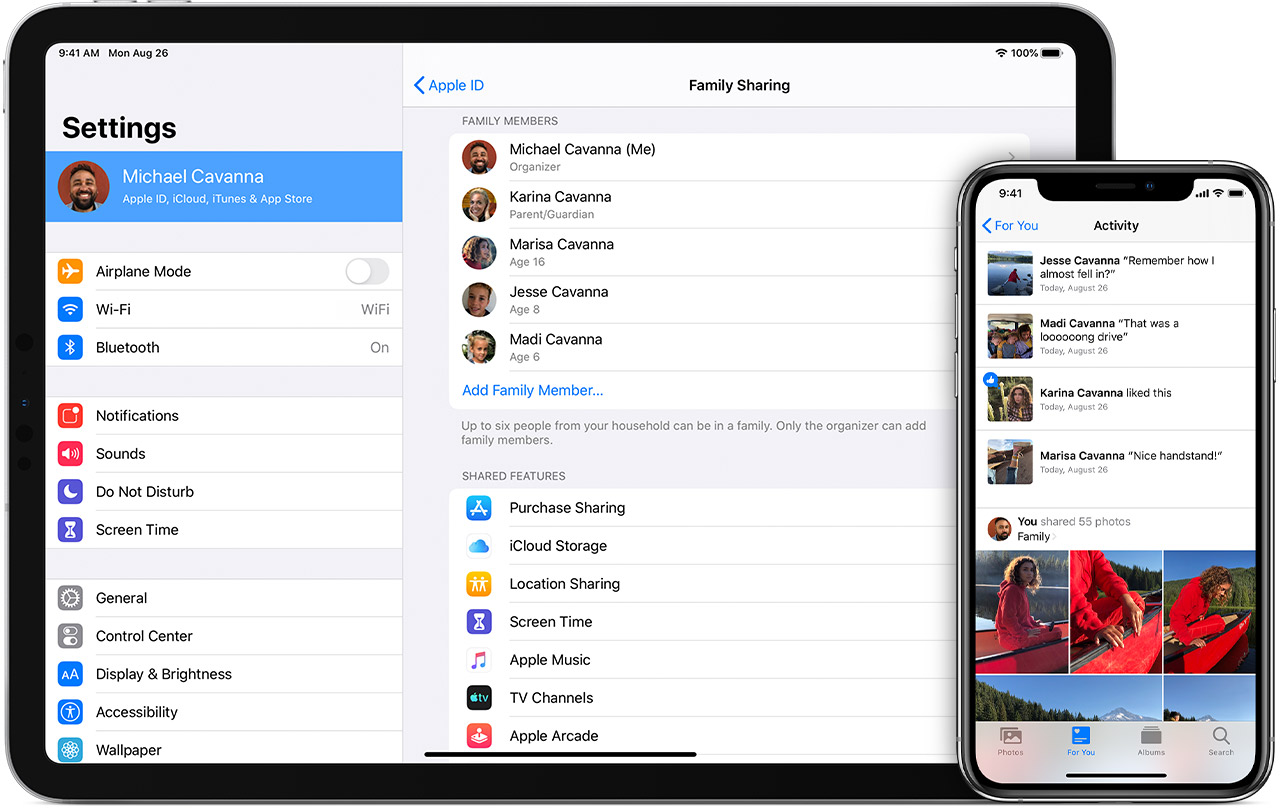 9:41 AM Mon Aug 26
100%
Settings
Michael Cavanna
Apple ID, iCloud, iTunes & App Store
Airplane Mode
Wi-Fi WiFi
Bluetooth On
Notifications
Sounds
Do Not Disturb
Screen Time
General
Control Center
AA Display & Brightness
Accessibility
Wallpaper
Apple ID
Family Sharing
FAMILY MEMBERS
Michael Cavanna (Me)
Organizer
Karina Cavanna
Parent/Guardian
Marisa Cavanna
Age 16
Jesse Cavanna
Age 8
Madi Cavanna
Age 6
Add Family Member...
Up to six people from your household can be in a family. Only the organizer can add
family members.
SHARED FEATURES
Purchase Sharing
iCloud Storage
Location Sharing
Screen Time
Apple Music
tv TV Channels
Apple Arcade
9:41
For You
Activity
Jesse Cavanna “Remember how I
almost fell in?”
Today, August 26
Madi Cavanna “That was a
loooooong drive”
Today, August 26
Karina Cavanna liked this
Today, August 26
Marisa Cavanna “Nice handstand!”
Today, August 26
You shared 55 photos
Family
Photos
For You
Albums
Search